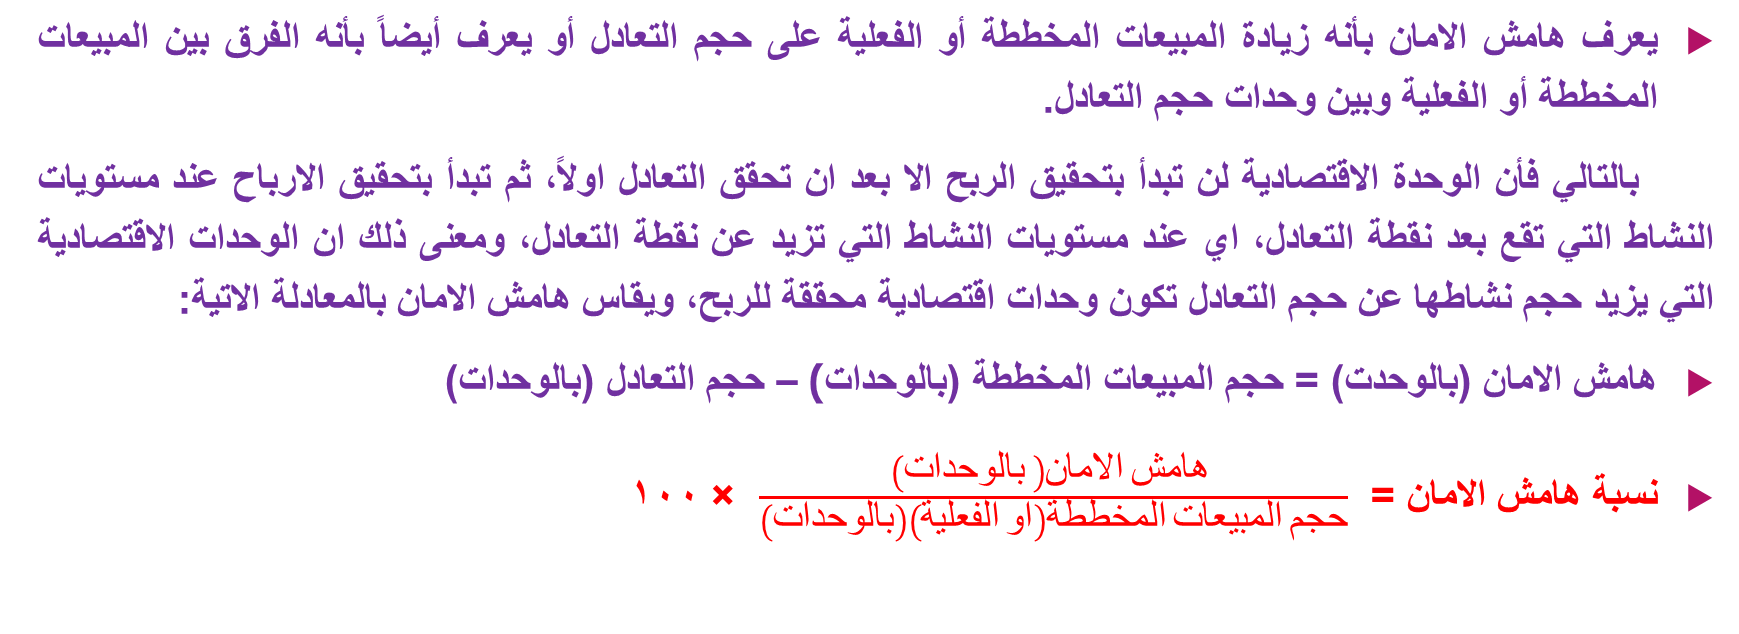 يعرف هامش الامان بأنه زيادة المبيعات المخططة أو الفعلية على حجم التعادل أو يعرف أيضاً بأنه الفرق بين المبيعات
المخططة أو الفعلية وبين وحدات حجم التعادل.
بالتالي فأن الوحدة الاقتصادية لن تبدأ بتحقيق الربح الا بعد ان تحقق التعادل اولاً، ثم تبدأ بتحقيق الارباح عند مستويات
النشاط التي تقع بعد نقطة التعادل، اي عند مستويات النشاط التي تزيد عن نقطة التعادل، ومعنى ذلك ان الوحدات الاقتصادية
التي يزيد حجم نشاطها عن حجم التعادل تكون وحدات اقتصادية محققة للربح، ويقاس هامش الامان بالمعادلة الاتية:
هامش الامان (بالوحدت) = حجم المبيعات المخططة (بالوحدات) – حجم التعادل (بالوحدات)
هامش الامان( بالوحدات)
نسبة هامش الامان = × ١٠٠
حجم المبيعات المخططة(او الفعلية)(بالوحدات)